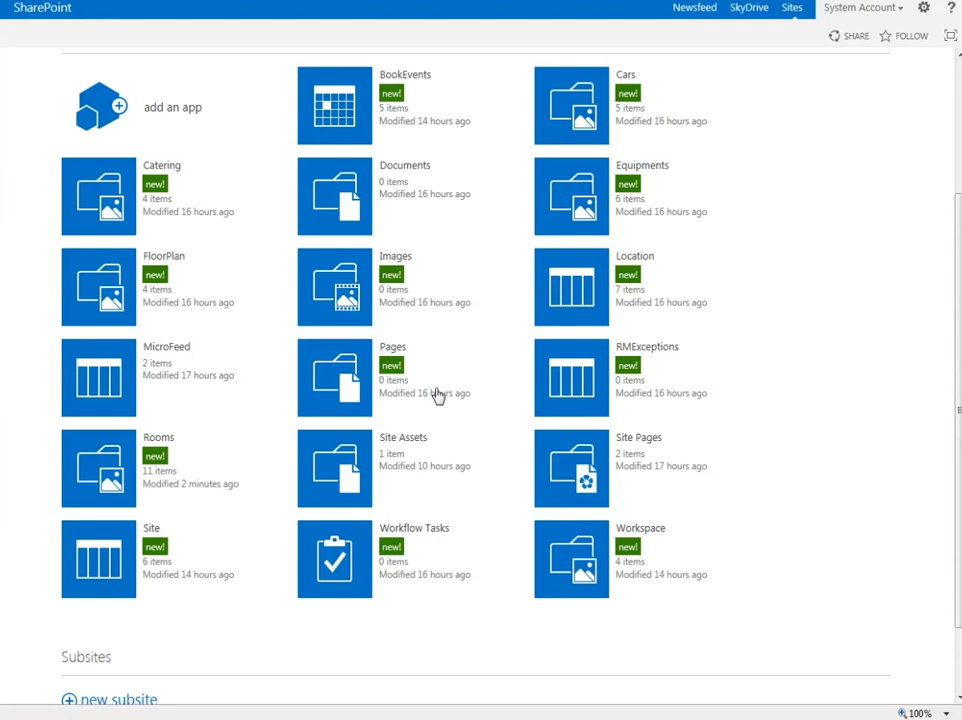 SharePoint
Newsfeed SkyDrive Sites System Account ?
SHARE FOLLOW
add an app
BookEvents
new!
5 items
Modified 14 hours ago
Cars
new!
5 items
Modified 16 hours ago
Catering
new!
4 items
Modified 16 hours ago
Documents
0 items
Modified 16 hours ago
Equipments
new!
6 items
Modified 16 hours ago
FloorPlan
new!
4 items
Modified 16 hours ago
Images
new!
0 items
Modified 16 hours ago
Location
new!
7 items
Modified 16 hours ago
MicroFeed
2 items
Modified 17 hours ago
Pages
new!
0 items
Modified 16 hours ago
RMExceptions
new!
0 items
Modified 16 hours ago
Rooms
new!
11 items
Modified 2 minutes ago
Site Assets
1 item
Modified 10 hours ago
Site Pages
2 items
Modified 17 hours ago
Site
new!
6 items
Modified 14 hours ago
Workflow Tasks
new!
0 items
Modified 16 hours ago
Workspace
new!
4 items
Modified 14 hours ago
Subsites
new subsite
100%